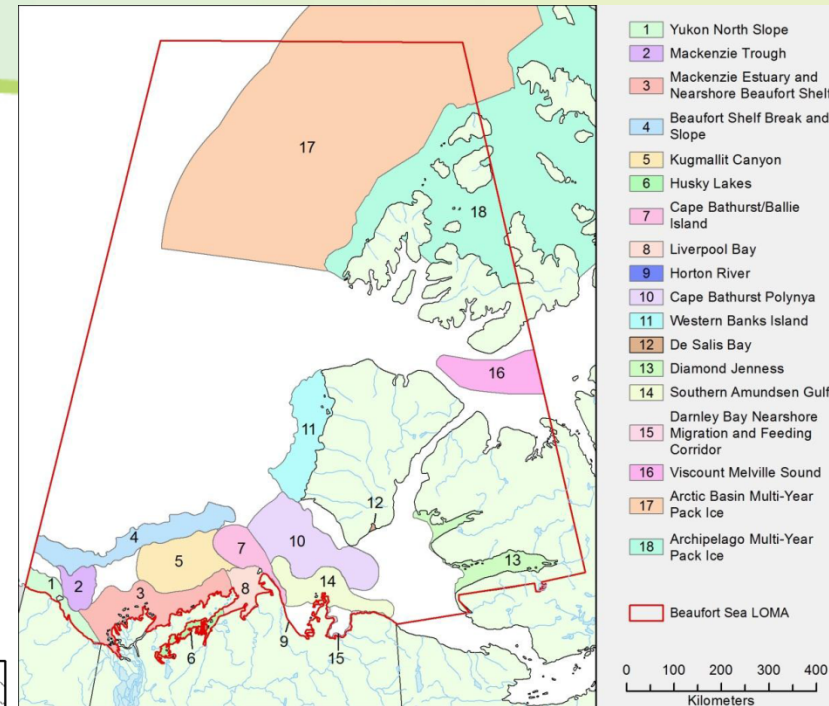 17
18
16
11
12
10
4
7
5
13
1
2
3
14
8
6
9
15
1 Yukon North Slope
2 Mackenzie Trough
3 Mackenzie Estuary and
Nearshore Beaufort Shelf
4 Beaufort Shelf Break and
Slope
5 Kugmallit Canyon
6 Husky Lakes
7 Cape Bathurst/Ballie
Island
8 Liverpool Bay
9 Horton River
10 Cape Bathurst Polynya
11 Western Banks Island
12 De Salis Bay
13 Diamond Jenness
14 Southern Amundsen Gulf
15 Darnley Bay Nearshore
Migration and Feeding
Corridor
16 Viscount Melville Sound
17 Arctic Basin Multi-Year
Pack Ice
18 Archipelago Multi-Year
Pack Ice
Beaufort Sea LOMA
0 100 200 300 400
Kilometers